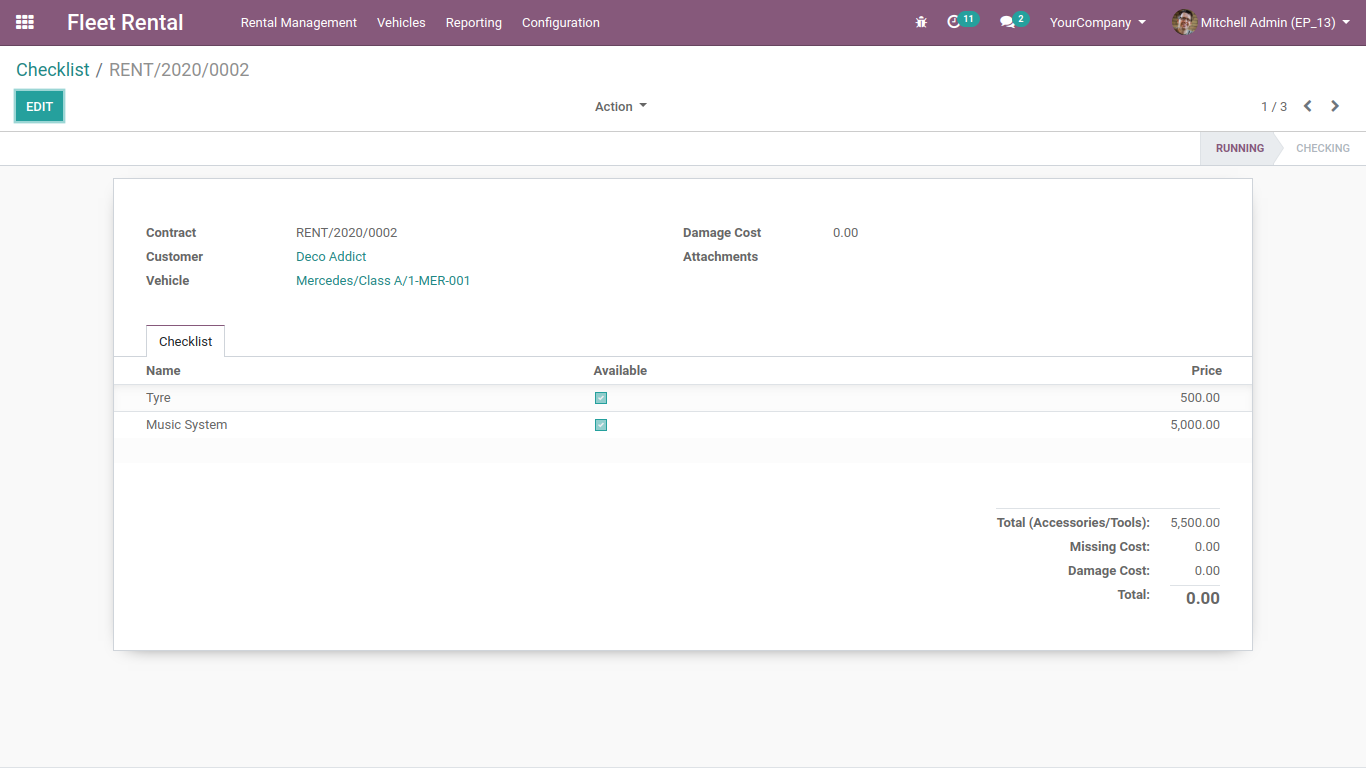 Fleet Rental Rental Management Vehicles Reporting Configuration 11 2 YourCompany Mitchell Admin (EP_13)
Checklist / RENT/2020/0002
EDIT Action 1 / 3
RUNNING CHECKING
Contract RENT/2020/0002 Damage Cost 0.00
Customer Deco Addict Attachments
Vehicle Mercedes/Class A/1-MER-001
Checklist
Name Available Price
Tyre 500.00
Music System 5,000.00
Total (Accessories/Tools): 5,500.00
Missing Cost: 0.00
Damage Cost: 0.00
Total: 0.00